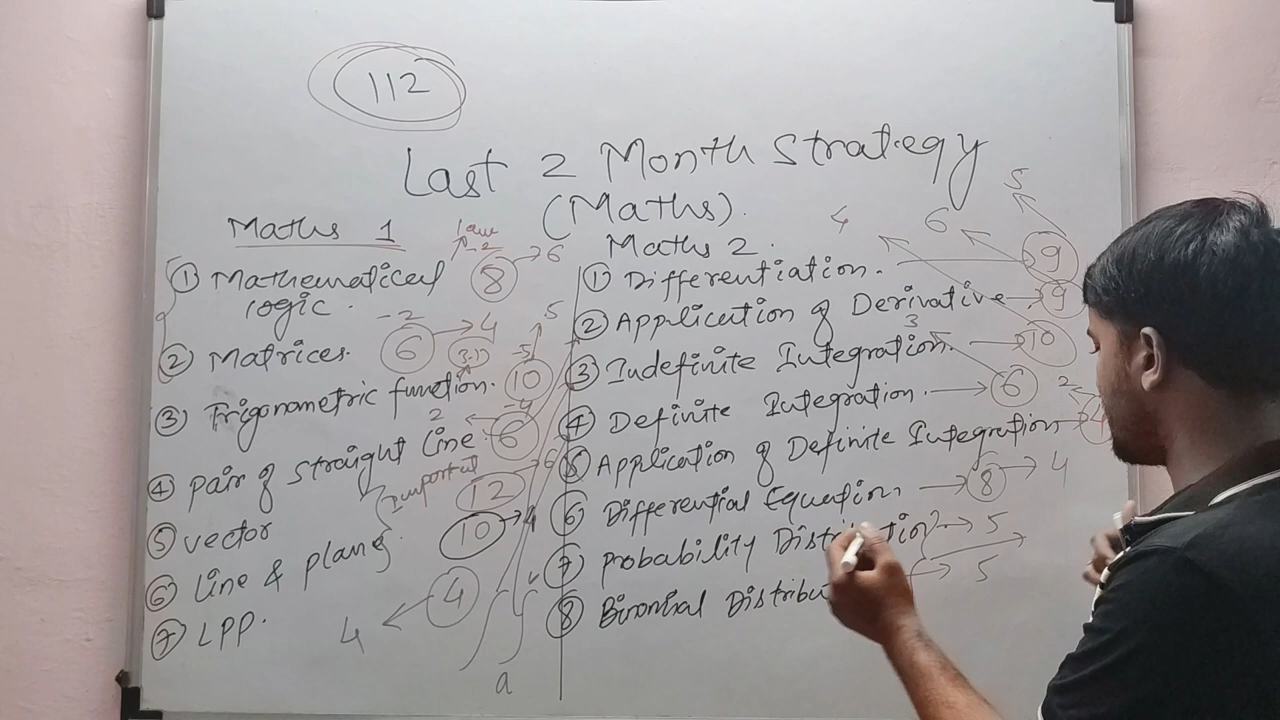 112
Last 2 Month Strategy
(Maths).
Maths 1
① Mathematical 8 → 6
logic.
-2
② Matrices. 6 → 4
5
③ Trigonometric function. 10
2
④ Pair of Straight Line 6
⑤ Vector 12 → 6
Important
⑥ Line & plane. 10 → 4
⑦ LPP. 4
4
a
4 6 5
Maths 2.
① Differentiation. 9
② Application of Derivative → 9
3
③ Indefinite Integration. → 10
④ Definite Integration. → 6
2
⑤ Application of Definite Integration →
⑥ Differential Equation, → 8 → 4
⑦ Probability Distribution → 5
⑧ Binomial Distribu → 5